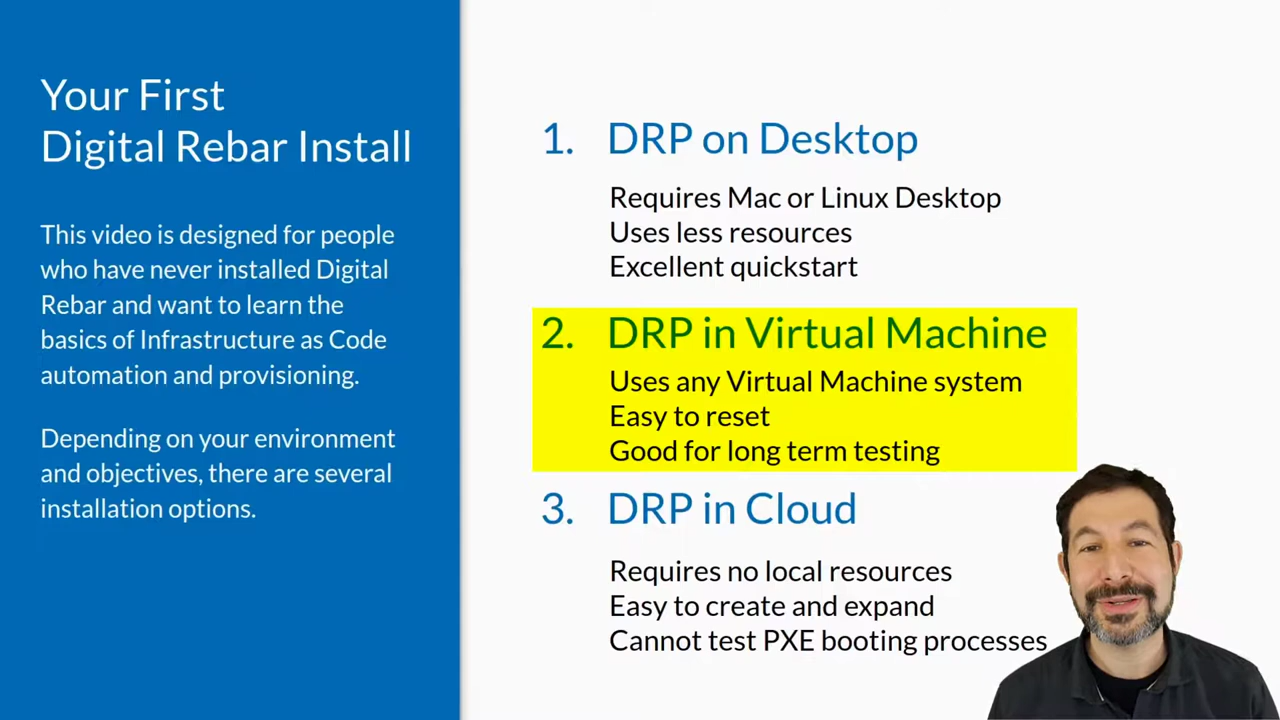 Your First
Digital Rebar Install
This video is designed for people
who have never installed Digital
Rebar and want to learn the
basics of Infrastructure as Code
automation and provisioning.
Depending on your environment
and objectives, there are several
installation options.
1. DRP on Desktop
Requires Mac or Linux Desktop
Uses less resources
Excellent quickstart
2. DRP in Virtual Machine
Uses any Virtual Machine system
Easy to reset
Good for long term testing
3. DRP in Cloud
Requires no local resources
Easy to create and expand
Cannot test PXE booting processes